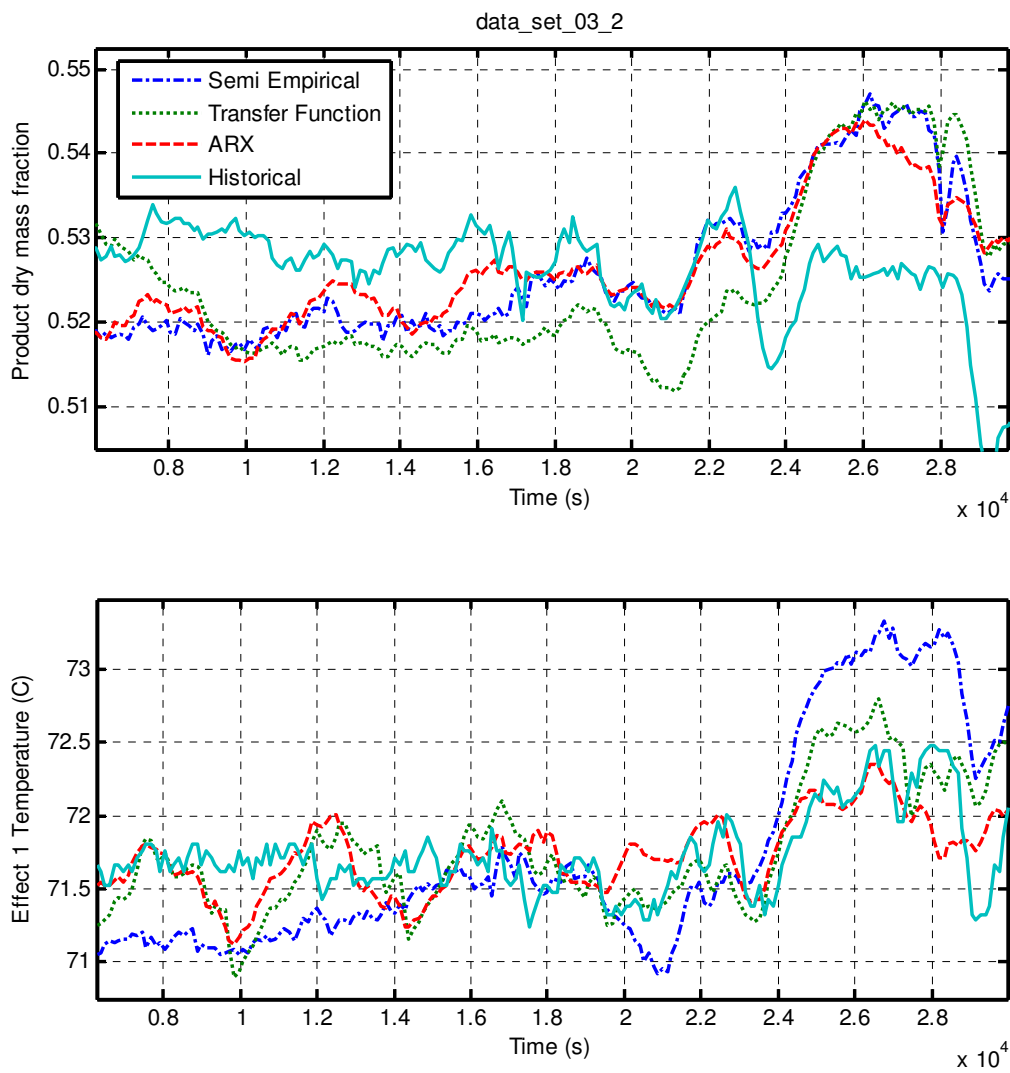 data_set_03_2
Product dry mass fraction
0.55
0.54
0.53
0.52
0.51
Semi Empirical
Transfer Function
ARX
Historical
0.8 1 1.2 1.4 1.6 1.8 2 2.2 2.4 2.6 2.8
Time (s)
x 10^4
Effect 1 Temperature (C)
73
72.5
72
71.5
71
0.8 1 1.2 1.4 1.6 1.8 2 2.2 2.4 2.6 2.8
Time (s)
x 10^4